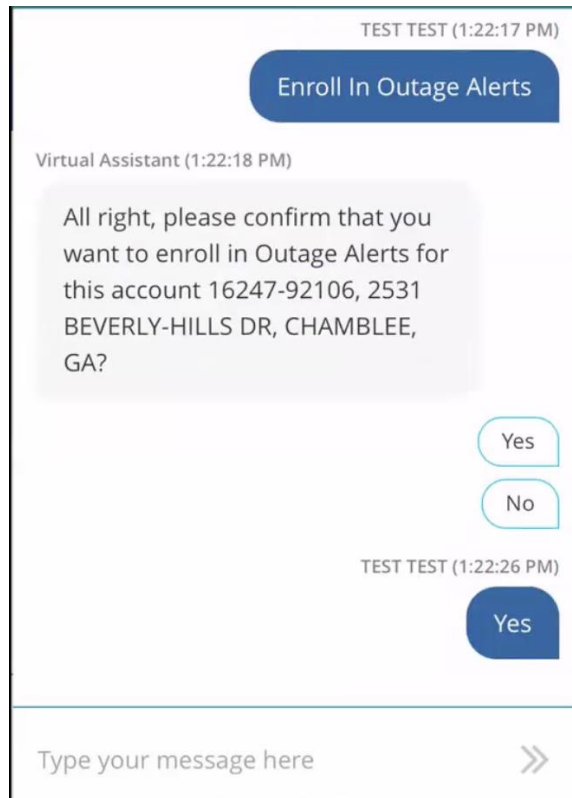 TEST TEST (1:22:17 PM)
Enroll In Outage Alerts
Virtual Assistant (1:22:18 PM)
All right, please confirm that you
want to enroll in Outage Alerts for
this account 16247-92106, 2531
BEVERLY-HILLS DR, CHAMBLEE,
GA?
Yes
No
TEST TEST (1:22:26 PM)
Yes
Type your message here